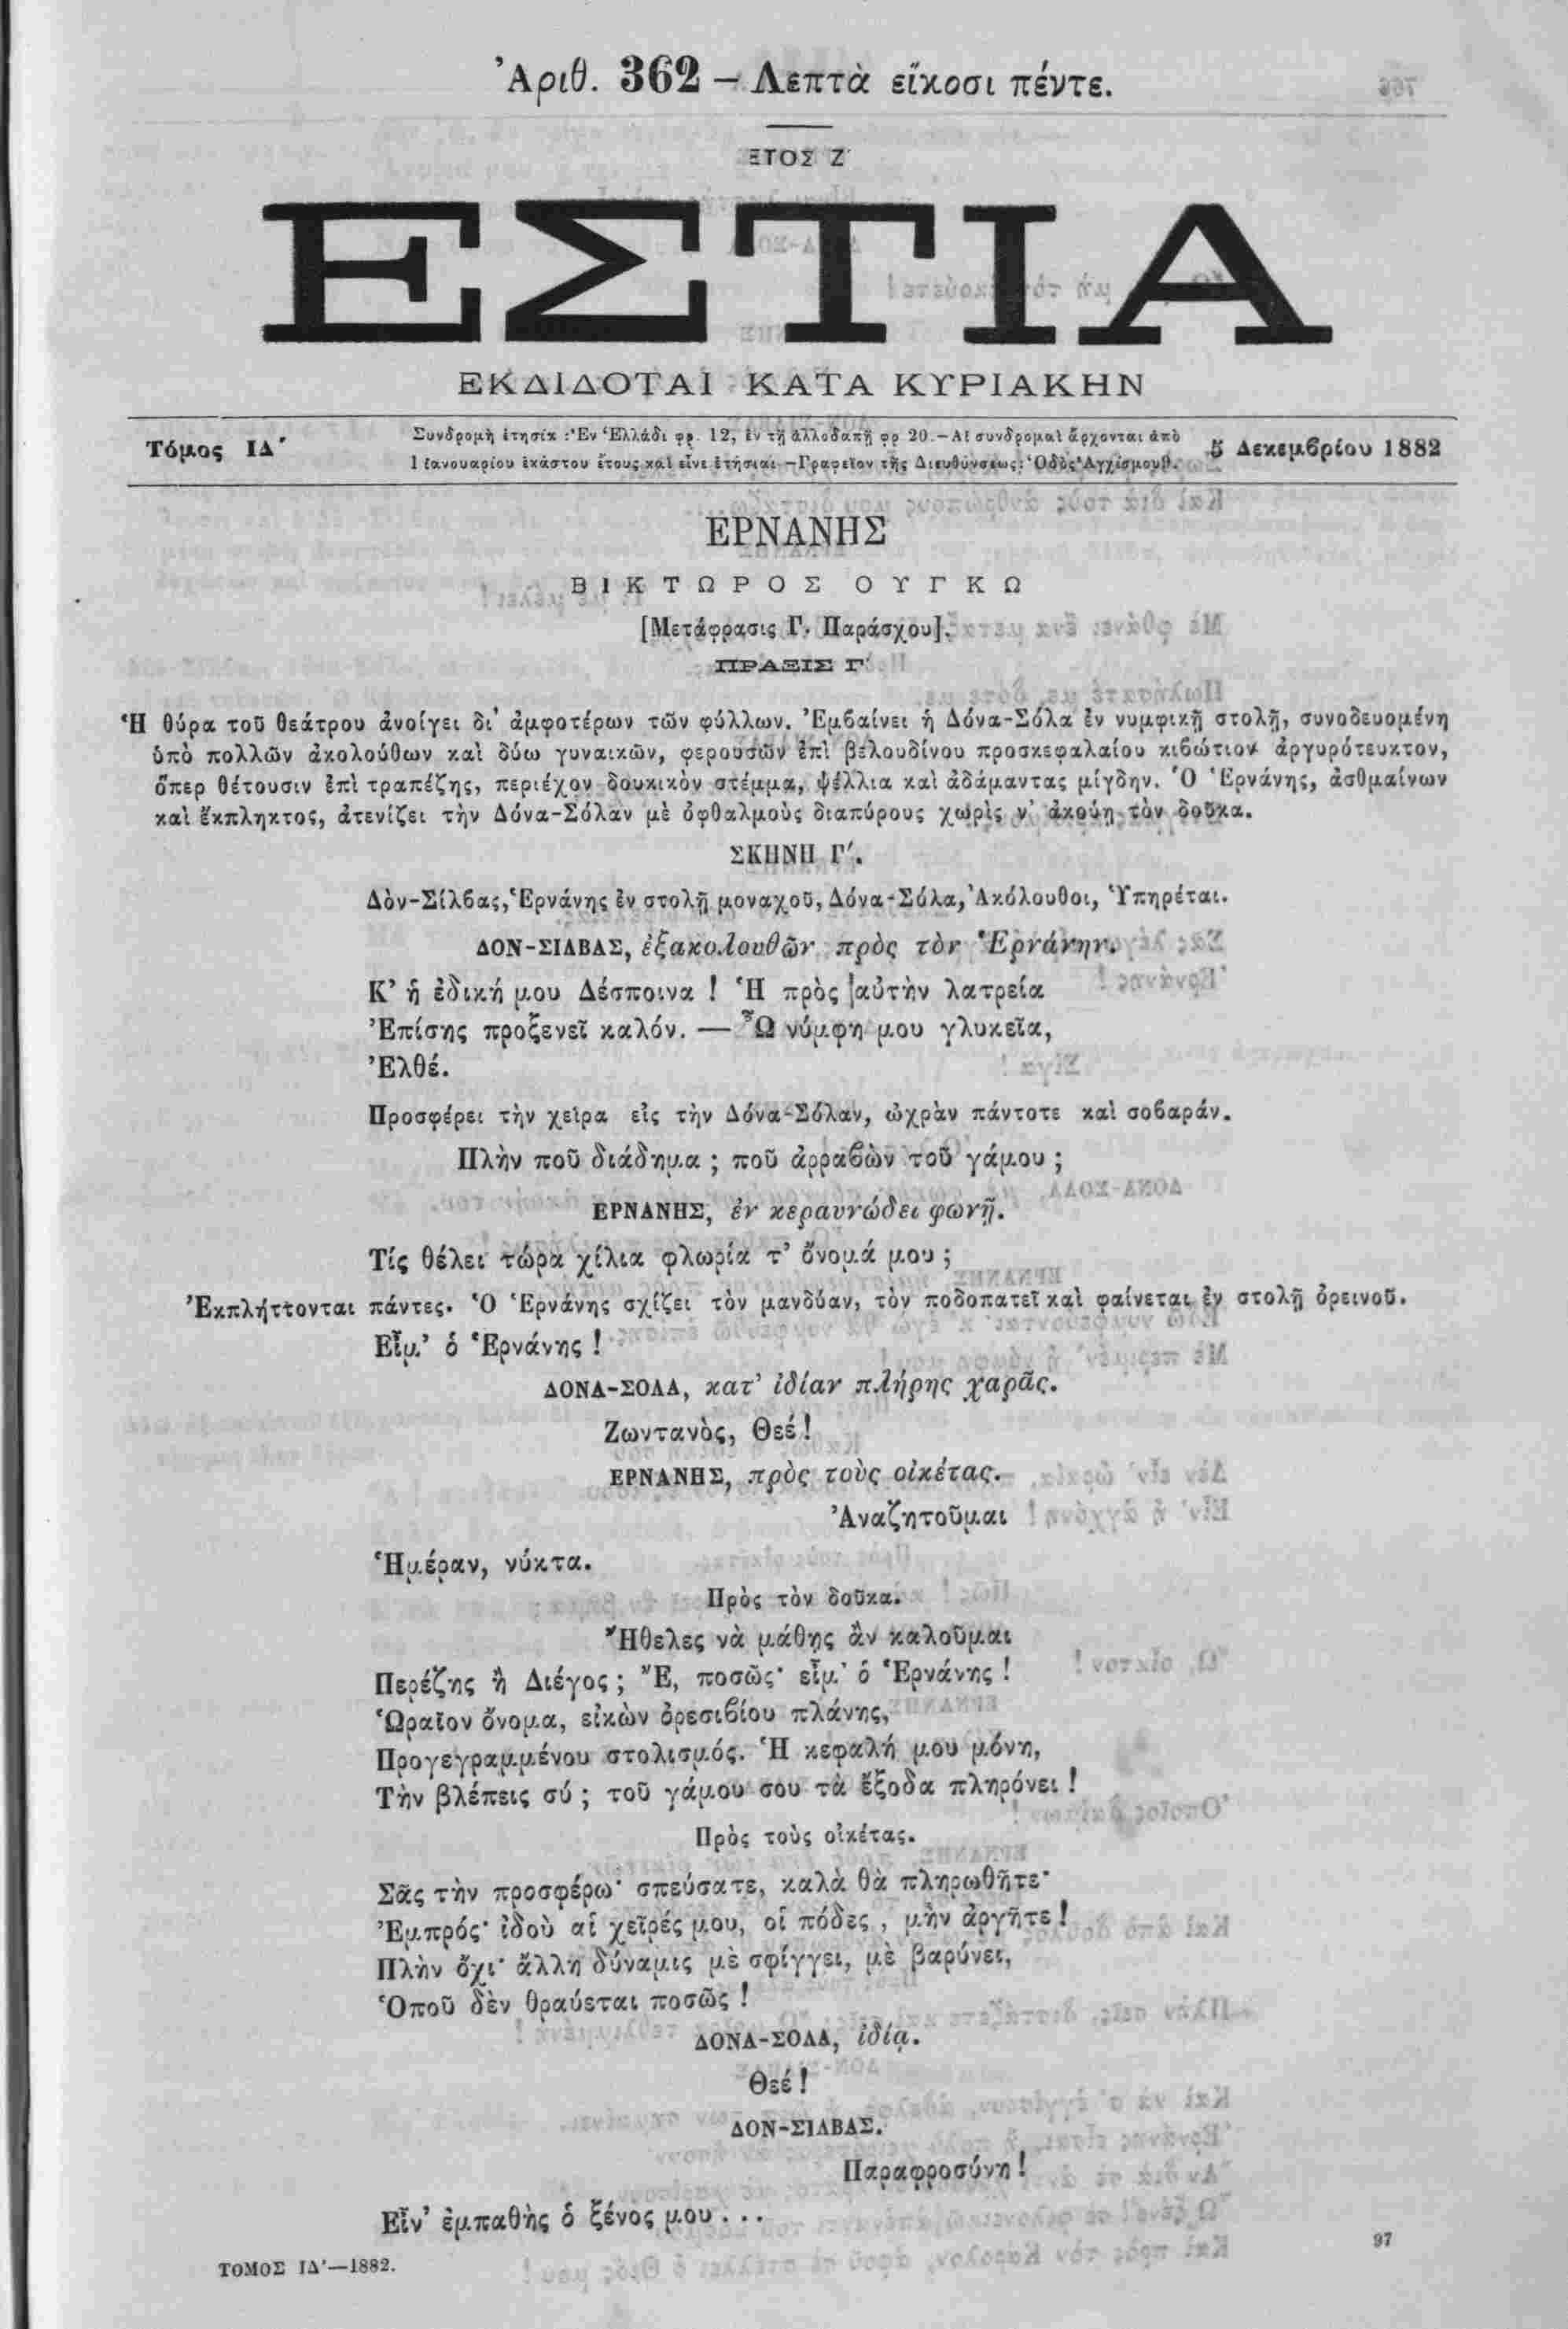 Ἀριθ. 362 – Λεπτὰ εἴκοσι πέντε.
ΕΤΟΣ Ζ΄
ΕΣΤΙΑ
ΕΚΔΙΔΟΤΑΙ ΚΑΤΑ ΚΥΡΙΑΚΗΝ
Τόμος ΙΔ΄
Συνδρομὴ ἐτησία : Ἐν Ἑλλάδι φρ. 12, ἐν τῇ ἀλλοδαπῇ φρ 20.—Αἱ συνδρομαὶ ἄρχονται ἀπὸ
1 ἰανουαρίου ἑκάστου ἔτους καὶ εἶνε ἐτήσιαι —Γραφεῖον τῆς Διευθύνσεως:
5 Δεκεμβρίου 1882
ΕΡΝΑΝΗΣ
ΒΙΚΤΩΡΟΣ ΟΥΓΚΩ
[Μετάφρασις Γ. Παράσχου].
ΠΡΑΞΙΣ Γ΄
Ἡ θύρα τοῦ θεάτρου ἀνοίγει δι᾽ ἀμφοτέρων τῶν φύλλων. Ἐμβαίνει ἡ Δόνα-Σόλα ἐν νυμφικῇ στολῇ, συνοδευομένη
ὑπὸ πολλῶν ἀκολούθων καὶ δύω γυναικῶν, φερουσῶν ἐπὶ βελουδίνου προσκεφαλαίου κιβώτιον ἀργυρότευκτον,
ὅπερ θέτουσιν ἐπὶ τραπέζης, περιέχον δουκικὸν στέμμα, ψέλλια καὶ ἀδάμαντας μίγδην. Ὁ Ἐρνάνης, ἀσθμαίνων
καὶ ἔκπληκτος, ἀτενίζει τὴν Δόνα-Σόλαν μὲ ὀφθαλμοὺς διαπύρους χωρὶς ν᾽ ἀκούῃ τὸν δοῦκα.
ΣΚΗΝΗ Γ΄.
Δὸν-Σίλβας, Ἐρνάνης ἐν στολῇ μοναχοῦ, Δόνα-Σόλα, Ἀκόλουθοι, Ὑπηρέται.
ΔΟΝ-ΣΙΛΒΑΣ, ἐξακολουθῶν πρὸς τὸν Ἐρνάνην.
Κ᾽ ἡ ἐδική μου Δέσποινα ! Ἡ πρὸς αὐτὴν λατρεία
Ἐπίσης προξενεῖ καλόν. — Ὦ νύμφη μου γλυκεῖα,
Ἐλθέ.
Προσφέρει τὴν χεῖρα εἰς τὴν Δόνα-Σόλαν, ὠχρὰν πάντοτε καὶ σοβαράν.
Πλὴν ποῦ διάδημα ; ποῦ ἀρραβὼν τοῦ γάμου ;
ΕΡΝΑΝΗΣ, ἐν κεραυνώδει φωνῇ.
Τίς θέλει τώρα χίλια φλωρία τ᾽ ὄνομά μου ;
Ἐκπλήττονται πάντες. Ὁ Ἐρνάνης σχίζει τὸν μανδύαν, τὸν ποδοπατεῖ καὶ φαίνεται ἐν στολῇ ὀρεινοῦ.
Εἶμ᾽ ὁ Ἐρνάνης !
ΔΟΝΑ-ΣΟΛΑ, κατ᾽ ἰδίαν πλήρης χαρᾶς.
Ζωντανὸς, Θεέ !
ΕΡΝΑΝΗΣ, πρὸς τοὺς οἰκέτας.
Ἀναζητοῦμαι
Ἡμέραν, νύκτα.
Πρὸς τὸν δοῦκα.
Ἤθελες νὰ μάθῃς ἂν καλοῦμαι
Περέζης ἢ Διέγος ; Ἔ, ποσῶς· εἶμ᾽ ὁ Ἐρνάνης !
Ὡραῖον ὄνομα, εἰκὼν ὀρεσιβίου πλάνης,
Προγεγραμμένου στολισμός. Ἡ κεφαλή μου μόνη,
Τὴν βλέπεις σύ ; τοῦ γάμου σου τὰ ἔξοδα πληρόνει !
Πρὸς τοὺς οἰκέτας.
Σᾶς τὴν προσφέρω· σπεύσατε, καλὰ θὰ πληρωθῆτε·
Ἐμπρός· ἰδοὺ αἱ χεῖρές μου, οἱ πόδες , μὴν ἀργῆτε !
Πλὴν ὄχι· ἄλλη δύναμις μὲ σφίγγει, μὲ βαρύνει,
Ὁποῦ δὲν θραύεται ποσῶς !
ΔΟΝΑ-ΣΟΛΑ, ἰδίᾳ.
Θεέ !
ΔΟΝ-ΣΙΛΒΑΣ.
Παραφροσύνη !
Εἶν᾽ ἐμπαθὴς ὁ ξένος μου . . .
ΤΟΜΟΣ ΙΔ΄—1882.
97